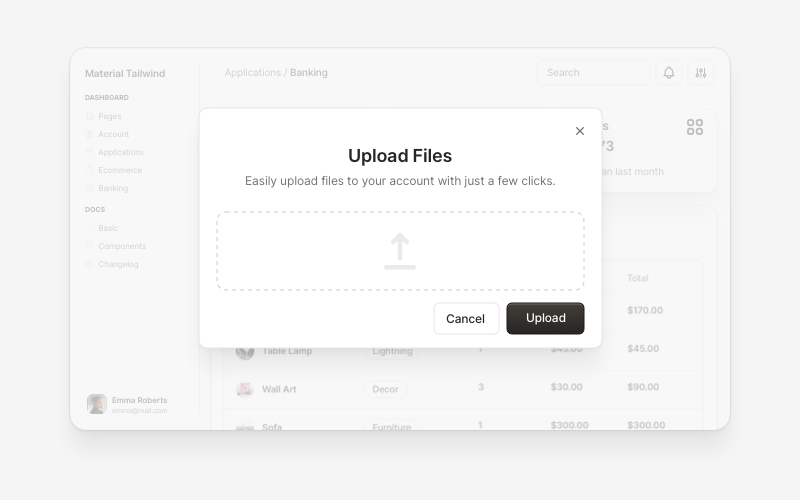 Material Tailwind
Applications / Banking
Search
DASHBOARD
Pages
Account
Applications
Ecommerce
Banking
DOCS
Basic
Components
Changelog
Emma Roberts
emma@mail.com
Upload Files
Easily upload files to your account with just a few clicks.
Cancel
Upload
73
last month
Total
$170.00
Table Lamp Lightning 1 $45.00 $45.00
Wall Art Decor 3 $30.00 $90.00
Sofa Furniture 1 $300.00 $300.00